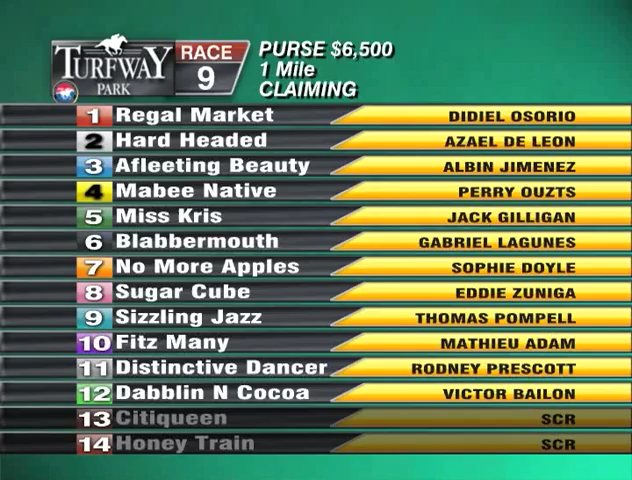 TURFWAY
PARK
RACE
9
PURSE $6,500
1 Mile
CLAIMING
1 Regal Market DIDIEL OSORIO
2 Hard Headed AZAEL DE LEON
3 Afleeting Beauty ALBIN JIMENEZ
4 Mabee Native PERRY OUZTS
5 Miss Kris JACK GILLIGAN
6 Blabbermouth GABRIEL LAGUNES
7 No More Apples SOPHIE DOYLE
8 Sugar Cube EDDIE ZUNIGA
9 Sizzling Jazz THOMAS POMPELL
10 Fitz Many MATHIEU ADAM
11 Distinctive Dancer RODNEY PRESCOTT
12 Dabblin N Cocoa VICTOR BAILON
13 Citiqueen SCR
14 Honey Train SCR